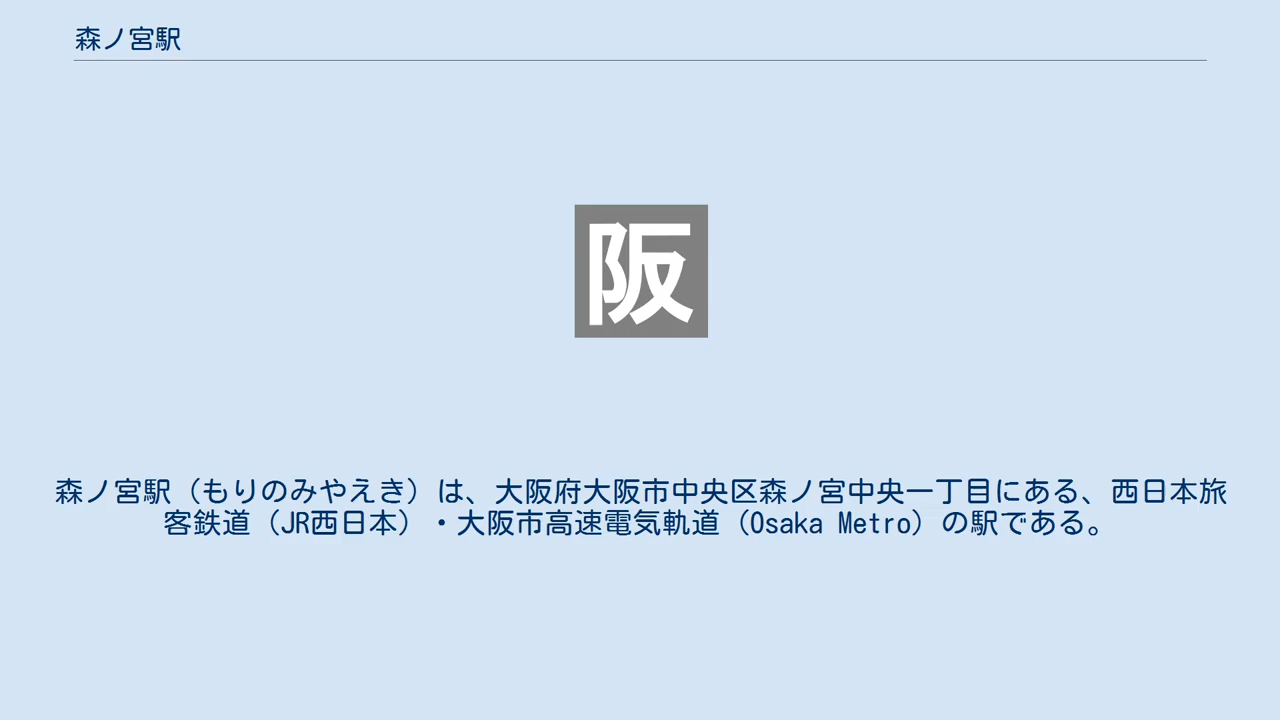 森ノ宮駅
阪
森ノ宮駅（もりのみやえき）は、大阪府大阪市中央区森ノ宮中央一丁目にある、西日本旅
客鉄道（JR西日本）・大阪市高速電気軌道（Osaka Metro）の駅である。